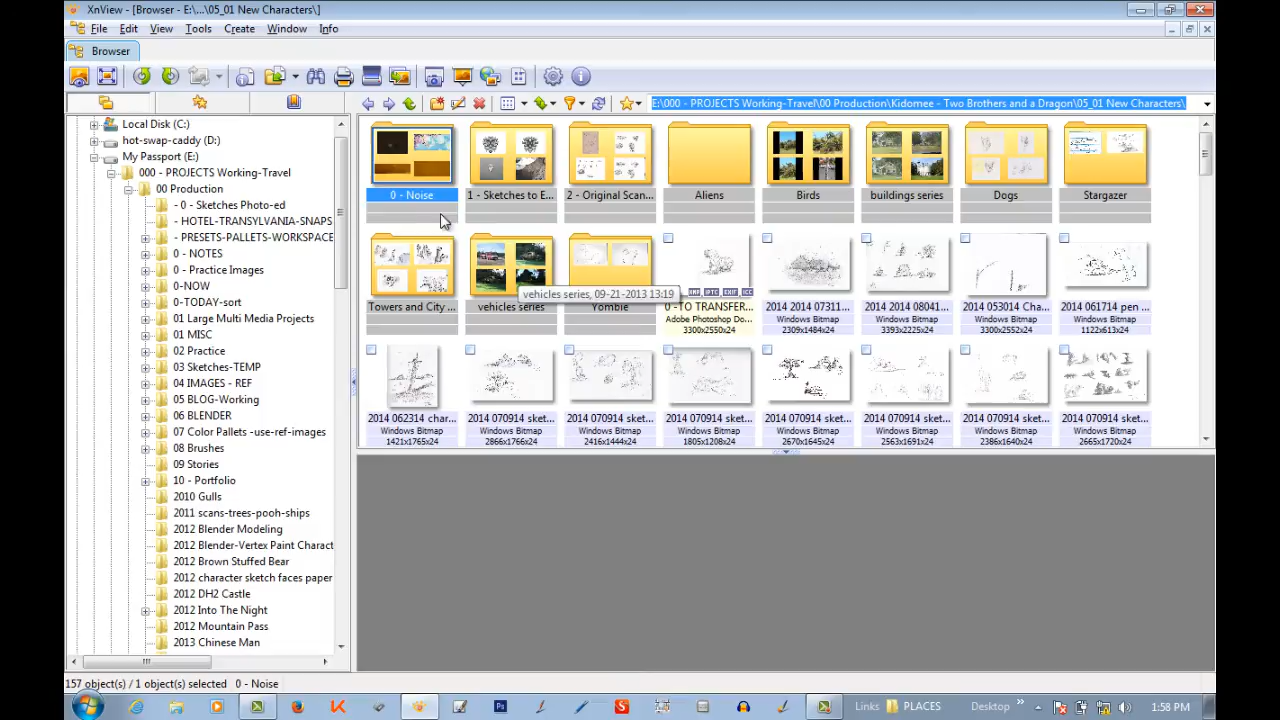 XnView - [Browser - E:\...\05_01 New Characters\]
File Edit View Tools Create Window Info
Browser
E:\000 - PROJECTS Working-Travel\00 Production\Kidomee - Two Brothers and a Dragon\05_01 New Characters\
Local Disk (C:)
hot-swap-caddy (D:)
My Passport (E:)
000 - PROJECTS Working-Travel
00 Production
- 0 - Sketches Photo-ed
- HOTEL-TRANSYLVANIA-SNAPS
- PRESETS-PALLETS-WORKSPACE
0 - NOTES
0 - Practice Images
0-NOW
0-TODAY-sort
01 Large Multi Media Projects
01 MISC
02 Practice
03 Sketches-TEMP
04 IMAGES - REF
05 BLOG-Working
06 BLENDER
07 Color Pallets -use-ref-images
08 Brushes
09 Stories
10 - Portfolio
2010 Gulls
2011 scans-trees-pooh-ships
2012 Blender Modeling
2012 Blender-Vertex Paint Charact
2012 Brown Stuffed Bear
2012 character sketch faces paper
2012 DH2 Castle
2012 Into The Night
2012 Mountain Pass
2013 Chinese Man
0 - Noise 1 - Sketches to E... 2 - Original Scan... Aliens Birds buildings series Dogs Stargazer
Towers and City ... vehicles series Yombie 0 -TO TRANSFER... 2014 2014 07311... 2014 2014 08041... 2014 053014 Cha... 2014 061714 pen ...
XMP IPTC EXIF ICC
vehicles series, 09-21-2013 13:19
Adobe Photoshop Do... Windows Bitmap Windows Bitmap Windows Bitmap Windows Bitmap
3300x2550x24 2309x1484x24 3393x2225x24 3300x2552x24 1122x613x24
2014 062314 char... 2014 070914 sket... 2014 070914 sket... 2014 070914 sket... 2014 070914 sket... 2014 070914 sket... 2014 070914 sket... 2014 070914 sket...
Windows Bitmap Windows Bitmap Windows Bitmap Windows Bitmap Windows Bitmap Windows Bitmap Windows Bitmap Windows Bitmap
1421x1765x24 2866x1766x24 2416x1444x24 1805x1208x24 2670x1645x24 2563x1691x24 2386x1640x24 2665x1720x24
157 object(s) / 1 object(s) selected 0 - Noise
Ps
Links PLACES Desktop » 1:58 PM